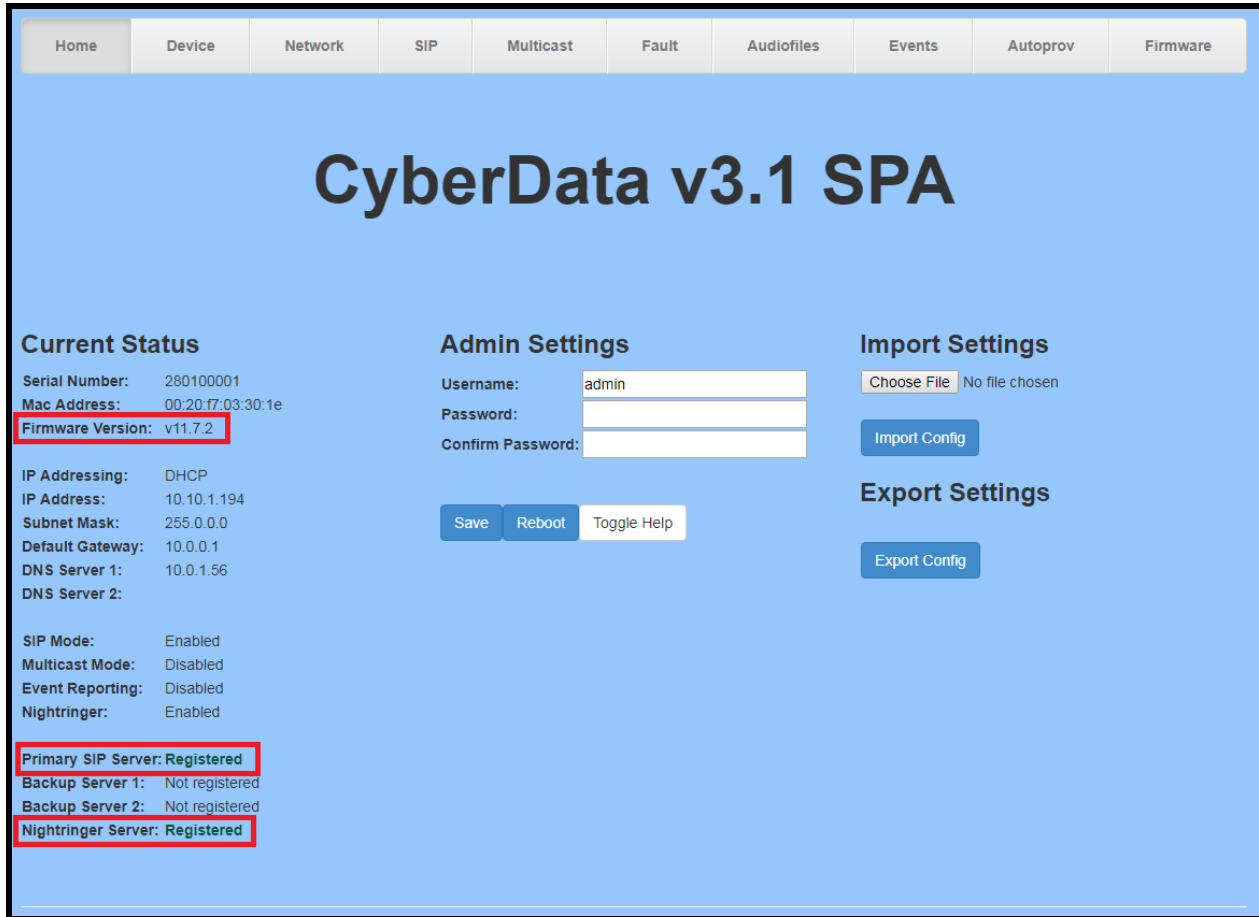 Home Device Network SIP Multicast Fault Audiofiles Events Autoprov Firmware
CyberData v3.1 SPA
Current Status
Serial Number: 280100001
Mac Address: 00:20:f7:03:30:1e
Firmware Version: v11.7.2
IP Addressing: DHCP
IP Address: 10.10.1.194
Subnet Mask: 255.0.0.0
Default Gateway: 10.0.0.1
DNS Server 1: 10.0.1.56
DNS Server 2:
SIP Mode: Enabled
Multicast Mode: Disabled
Event Reporting: Disabled
Nightringer: Enabled
Primary SIP Server: Registered
Backup Server 1: Not registered
Backup Server 2: Not registered
Nightringer Server: Registered
Admin Settings
Username: admin
Password:
Confirm Password:
Save Reboot Toggle Help
Import Settings
Choose File No file chosen
Import Config
Export Settings
Export Config